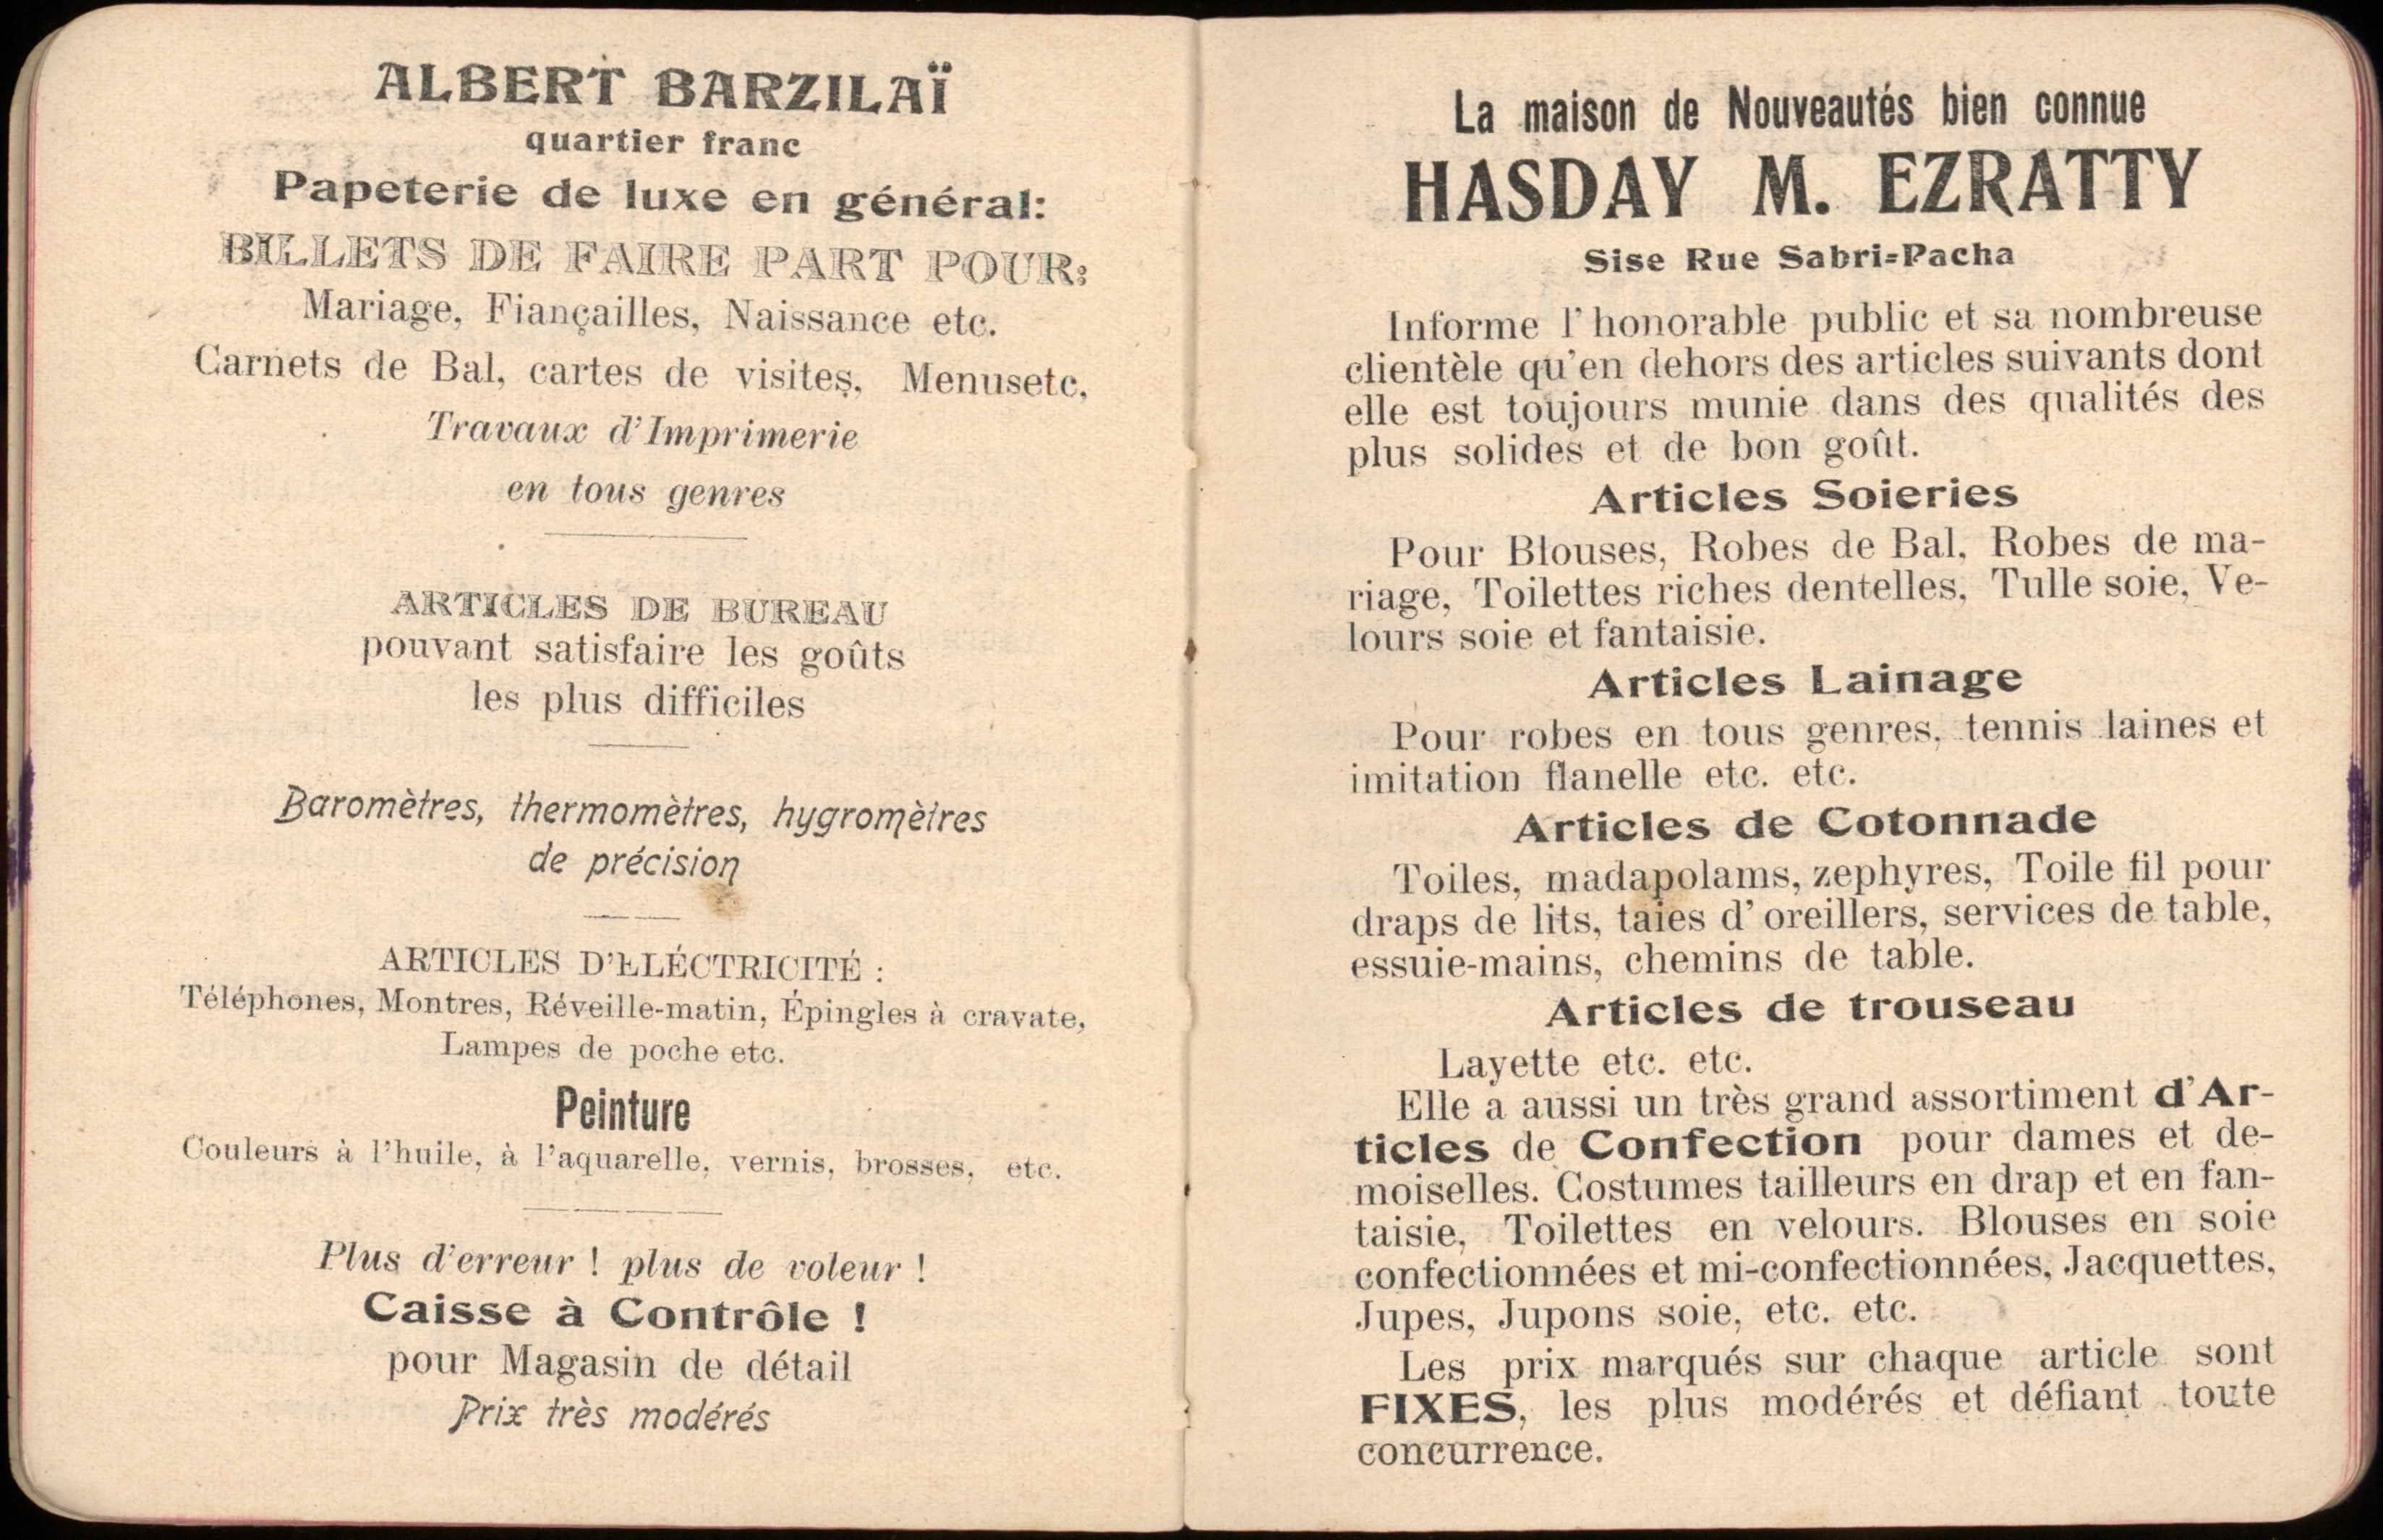 ALBERT BARZILAÏ
quartier franc
Papeterie de luxe en général:
BILLETS DE FAIRE PART POUR:
Mariage, Fiançailles, Naissance etc.
Carnets de Bal, cartes de visites, Menusetc,
Travaux d'Imprimerie
en tous genres
ARTICLES DE BUREAU
pouvant satisfaire les goûts
les plus difficiles
Baromètres, thermomètres, hygromètres
de précision
ARTICLES D'ELÉCTRICITÉ :
Téléphones, Montres, Réveille-matin, Épingles à cravate,
Lampes de poche etc.
Peinture
Couleurs à l'huile, à l'aquarelle, vernis, brosses, etc.
Plus d'erreur ! plus de voleur !
Caisse à Contrôle !
pour Magasin de détail
Prix très modérés
La maison de Nouveautés bien connue
HASDAY M. EZRATTY
Sise Rue Sabri-Pacha
Informe l'honorable public et sa nombreuse
clientèle qu'en dehors des articles suivants dont
elle est toujours munie dans des qualités des
plus solides et de bon goût.
Articles Soieries
Pour Blouses, Robes de Bal, Robes de ma-
riage, Toilettes riches dentelles, Tulle soie, Ve-
lours soie et fantaisie.
Articles Lainage
Pour robes en tous genres, tennis laines et
imitation flanelle etc. etc.
Articles de Cotonnade
Toiles, madapolams, zephyres, Toile fil pour
draps de lits, taies d'oreillers, services de table,
essuie-mains, chemins de table.
Articles de trouseau
Layette etc. etc.
Elle a aussi un très grand assortiment d'Ar-
ticles de Confection pour dames et de-
moiselles. Costumes tailleurs en drap et en fan-
taisie, Toilettes en velours. Blouses en soie
confectionnées et mi-confectionnées, Jacquettes,
Jupes, Jupons soie, etc. etc.
Les prix marqués sur chaque article sont
FIXES, les plus modérés et défiant toute
concurrence.